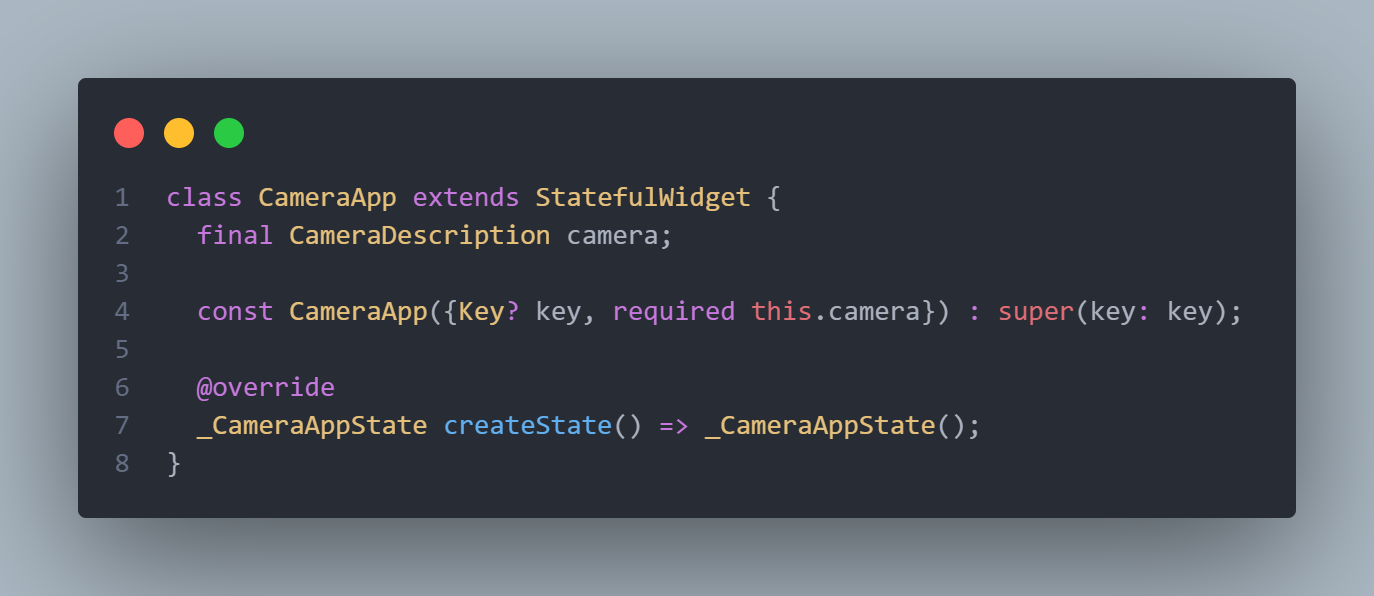 1 class CameraApp extends StatefulWidget {
2   final CameraDescription camera;
3
4   const CameraApp({Key? key, required this.camera}) : super(key: key);
5
6   @override
7   _CameraAppState createState() => _CameraAppState();
8 }